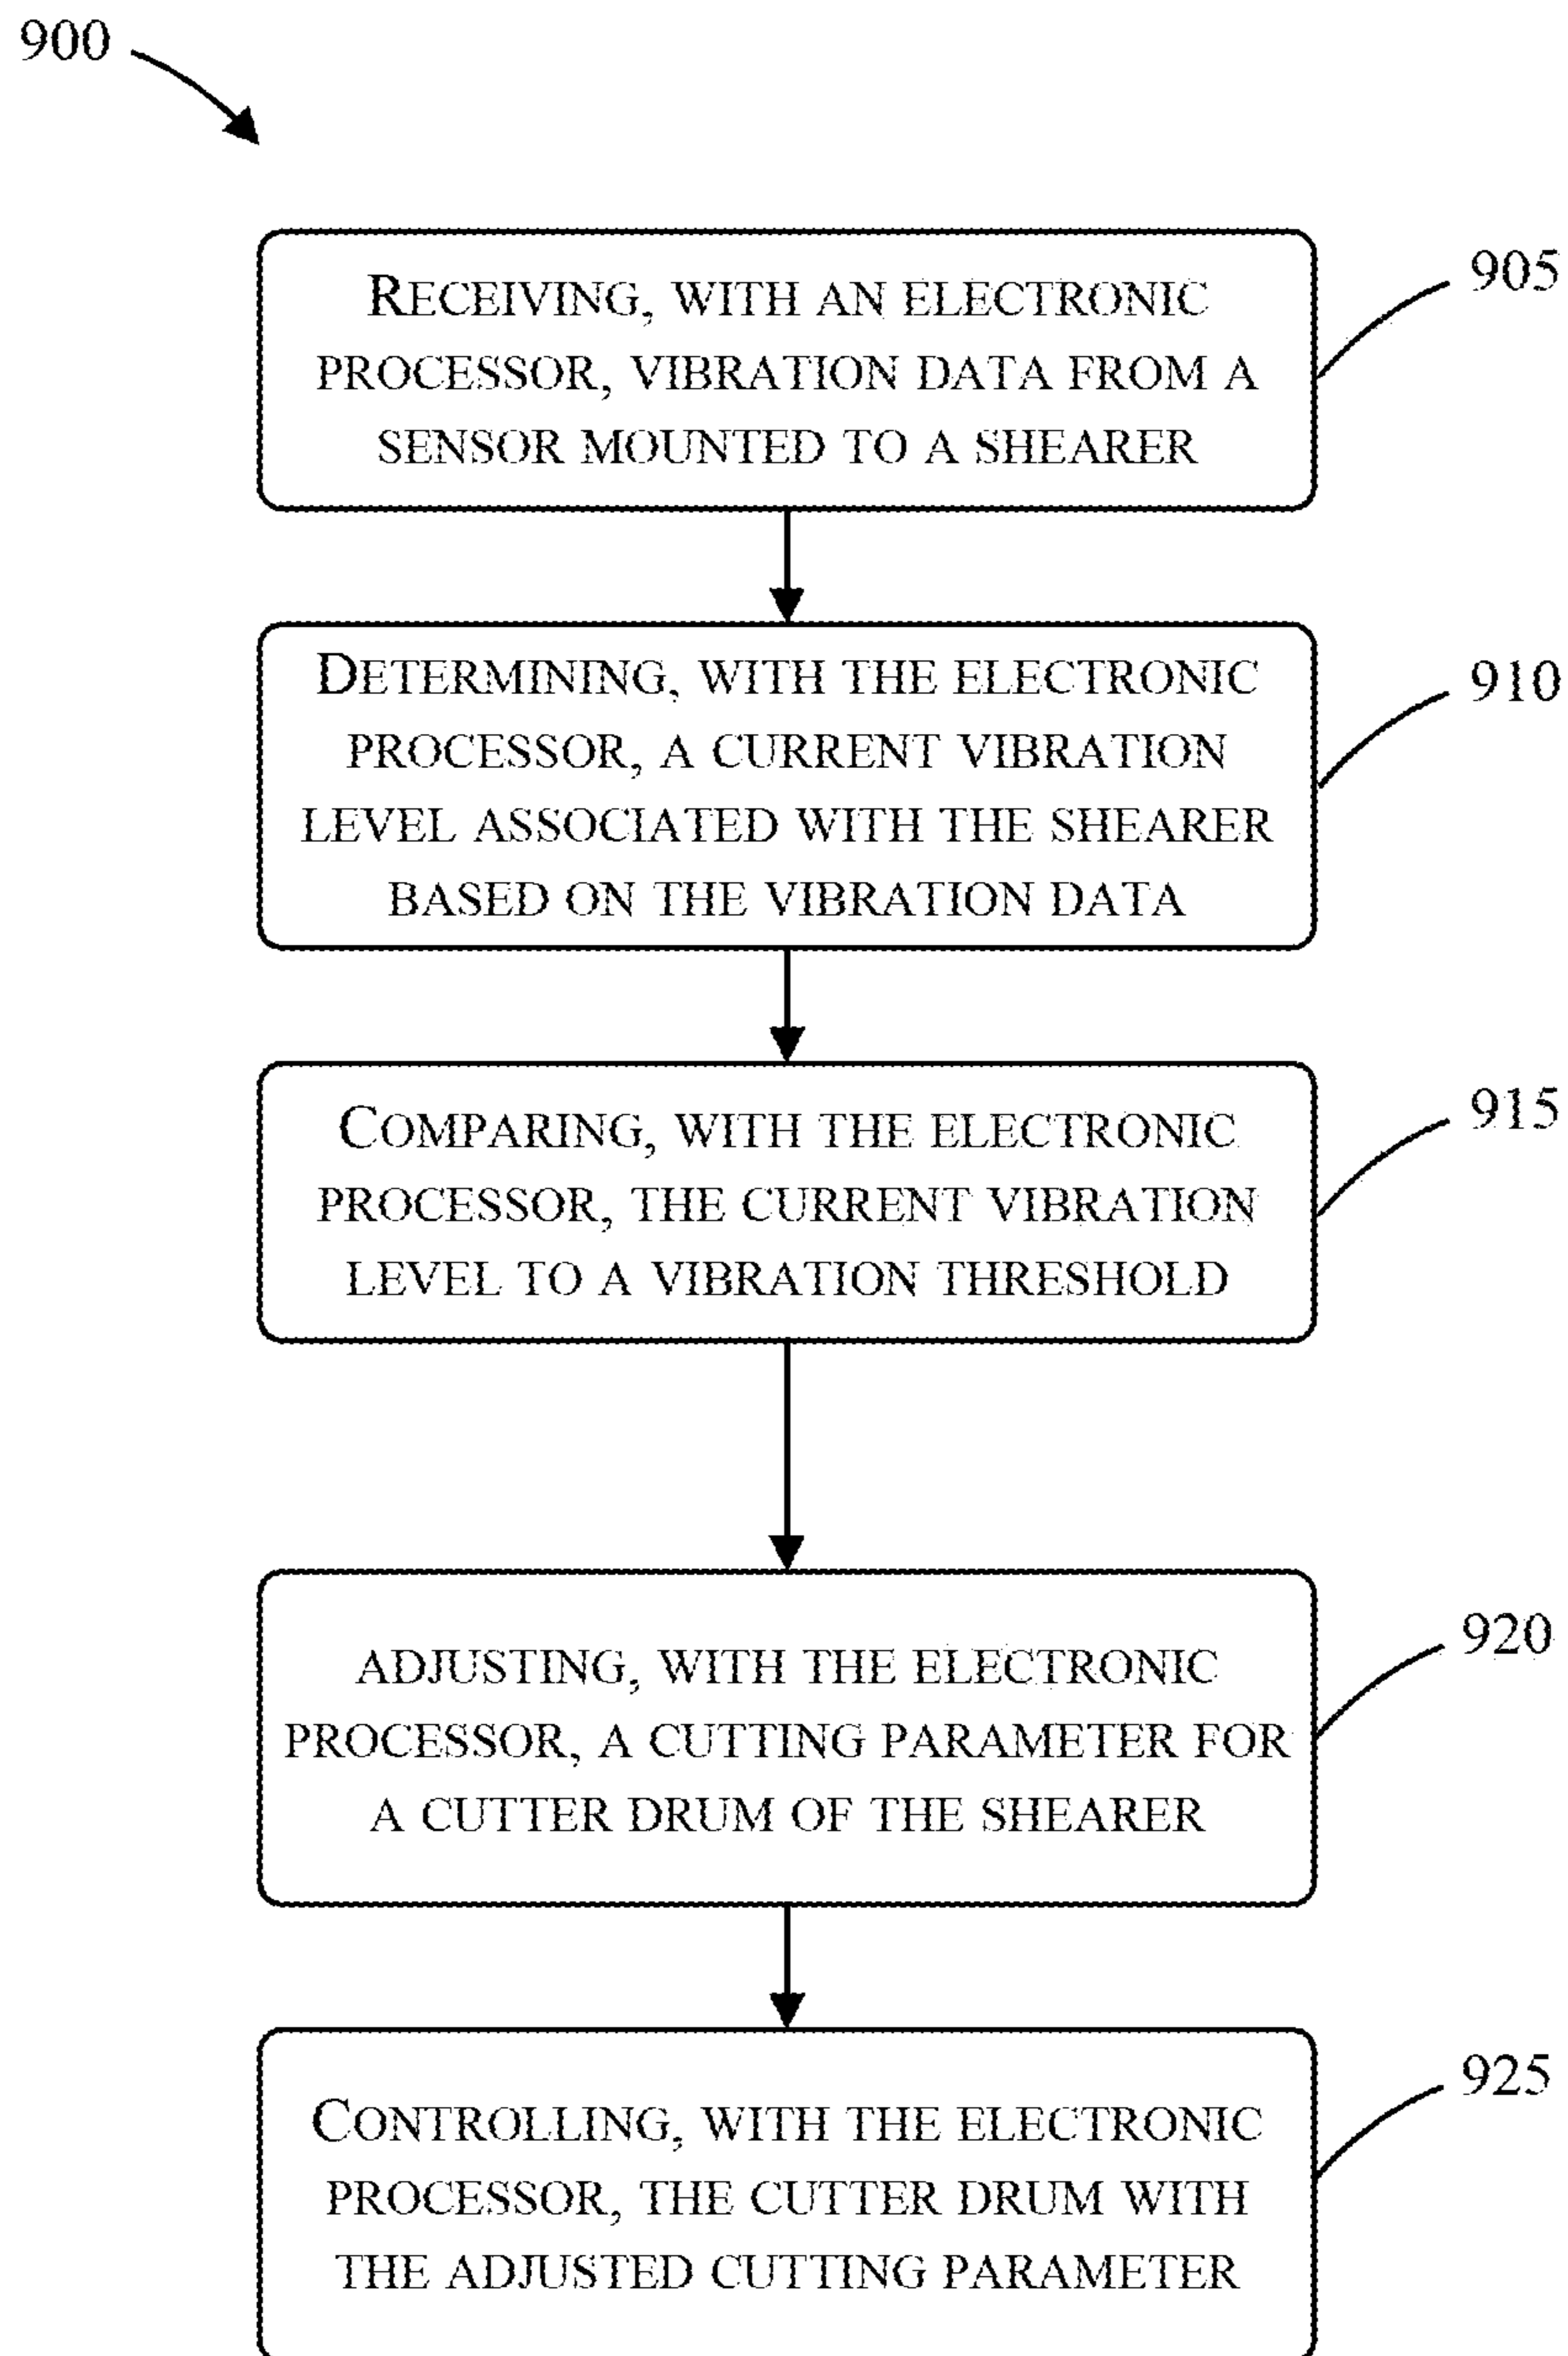 900
RECEIVING, WITH AN ELECTRONIC
PROCESSOR, VIBRATION DATA FROM A
SENSOR MOUNTED TO A SHEARER
905
DETERMINING, WITH THE ELECTRONIC
PROCESSOR, A CURRENT VIBRATION
LEVEL ASSOCIATED WITH THE SHEARER
BASED ON THE VIBRATION DATA
910
COMPARING, WITH THE ELECTRONIC
PROCESSOR, THE CURRENT VIBRATION
LEVEL TO A VIBRATION THRESHOLD
915
ADJUSTING, WITH THE ELECTRONIC
PROCESSOR, A CUTTING PARAMETER FOR
A CUTTER DRUM OF THE SHEARER
920
CONTROLLING, WITH THE ELECTRONIC
PROCESSOR, THE CUTTER DRUM WITH
THE ADJUSTED CUTTING PARAMETER
925